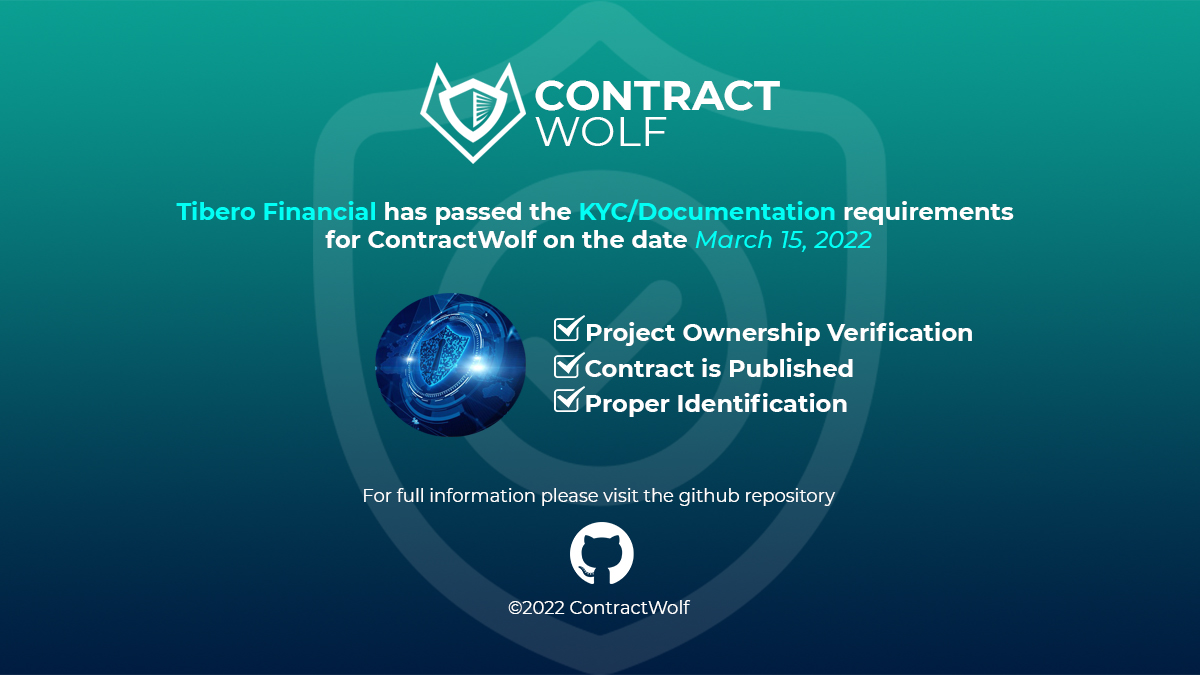 CONTRACT
WOLF
Tibero Financial has passed the KYC/Documentation requirements
for ContractWolf on the date March 15, 2022
Project Ownership Verification
Contract is Published
Proper Identification
For full information please visit the github repository
©2022 ContractWolf